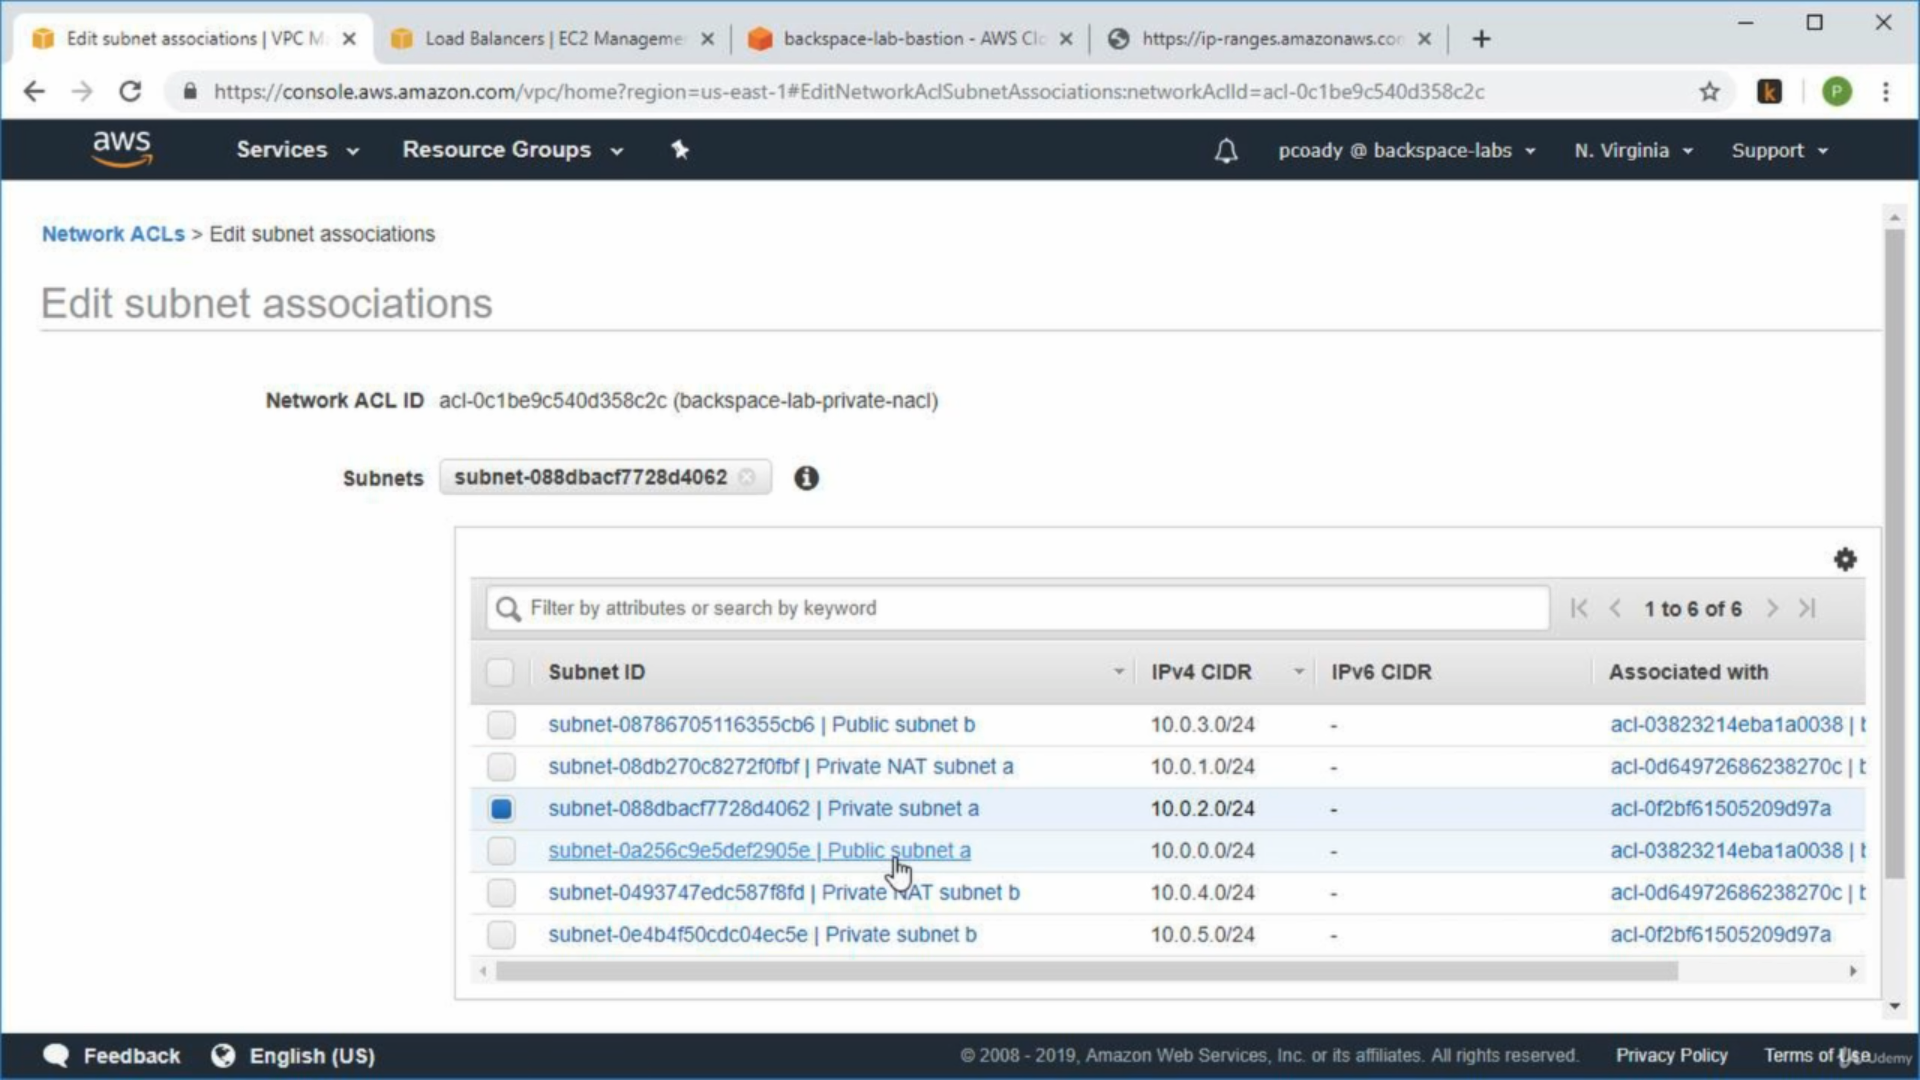 Edit subnet associations | VPC M
Load Balancers | EC2 Manageme
backspace-lab-bastion - AWS Clo
https://ip-ranges.amazonaws.co
https://console.aws.amazon.com/vpc/home?region=us-east-1#EditNetworkAclSubnetAssociations:networkAclId=acl-0c1be9c540d358c2c
k
P
aws
Services
Resource Groups
pcoady @ backspace-labs
N. Virginia
Support
Network ACLs > Edit subnet associations
Edit subnet associations
Network ACL ID acl-0c1be9c540d358c2c (backspace-lab-private-nacl)
Subnets subnet-088dbacf7728d4062
Filter by attributes or search by keyword
1 to 6 of 6
Subnet ID IPv4 CIDR IPv6 CIDR Associated with
subnet-08786705116355cb6 | Public subnet b 10.0.3.0/24 - acl-03823214eba1a0038 |
subnet-08db270c8272f0fbf | Private NAT subnet a 10.0.1.0/24 - acl-0d64972686238270c |
subnet-088dbacf7728d4062 | Private subnet a 10.0.2.0/24 - acl-0f2bf61505209d97a
subnet-0a256c9e5def2905e | Public subnet a 10.0.0.0/24 - acl-03823214eba1a0038 |
subnet-0493747edc587f8fd | Private NAT subnet b 10.0.4.0/24 - acl-0d64972686238270c |
subnet-0e4b4f50cdc04ec5e | Private subnet b 10.0.5.0/24 - acl-0f2bf61505209d97a
Feedback
English (US)
© 2008 - 2019, Amazon Web Services, Inc. or its affiliates. All rights reserved.
Privacy Policy
Terms of Use
Udemy